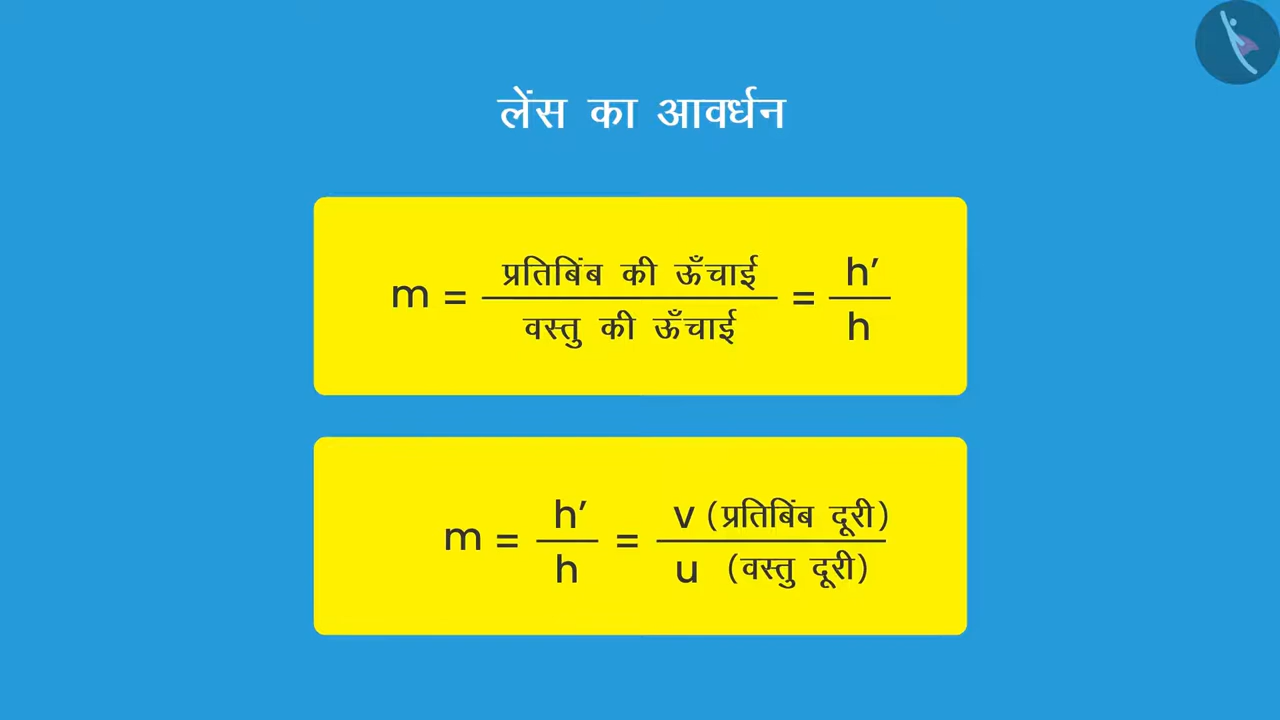 लेंस का आवर्धन
m = प्रतिबिंब की ऊँचाई / वस्तु की ऊँचाई = h’ / h
m = h’ / h = v (प्रतिबिंब दूरी) / u (वस्तु दूरी)